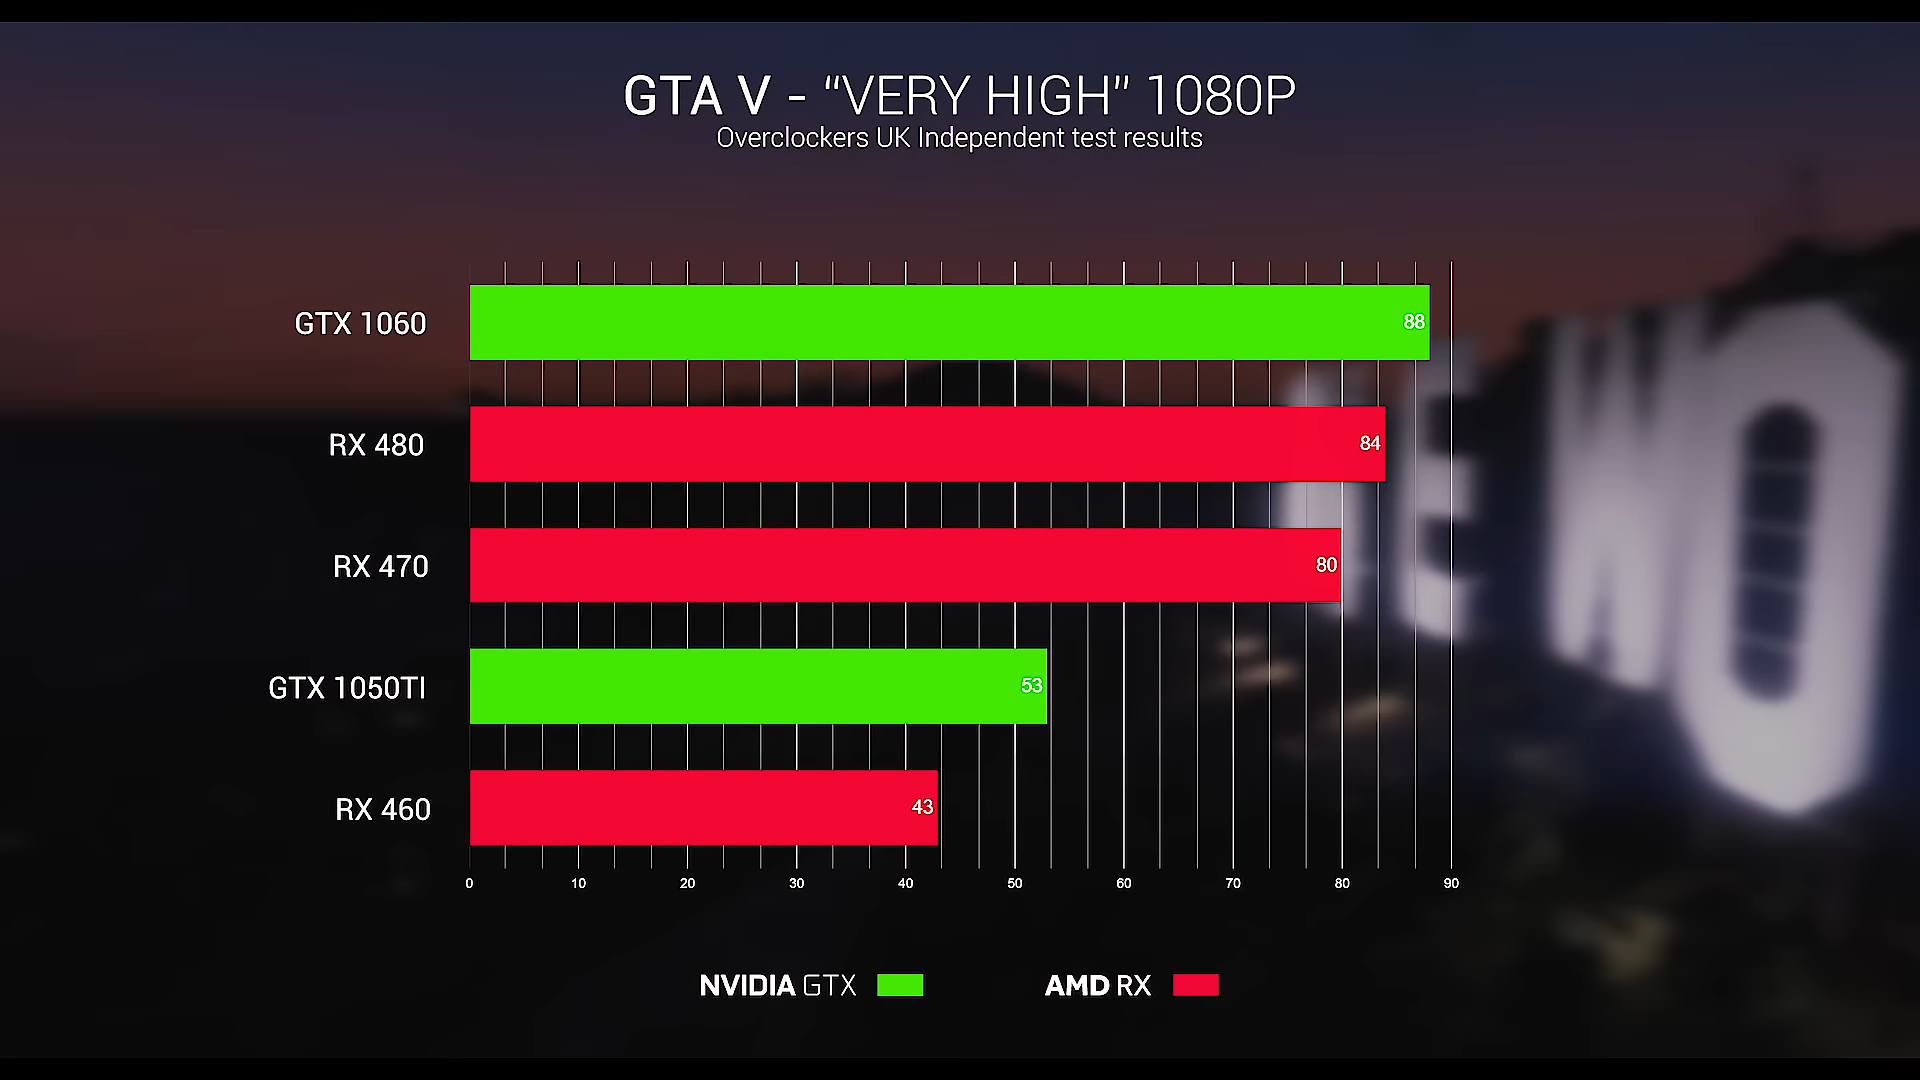 GTA V - “VERY HIGH” 1080P
Overclockers UK Independent test results
GTX 1060
88
RX 480
84
RX 470
80
GTX 1050TI
53
RX 460
43
0 10 20 30 40 50 60 70 80 90
NVIDIA GTX
AMD RX